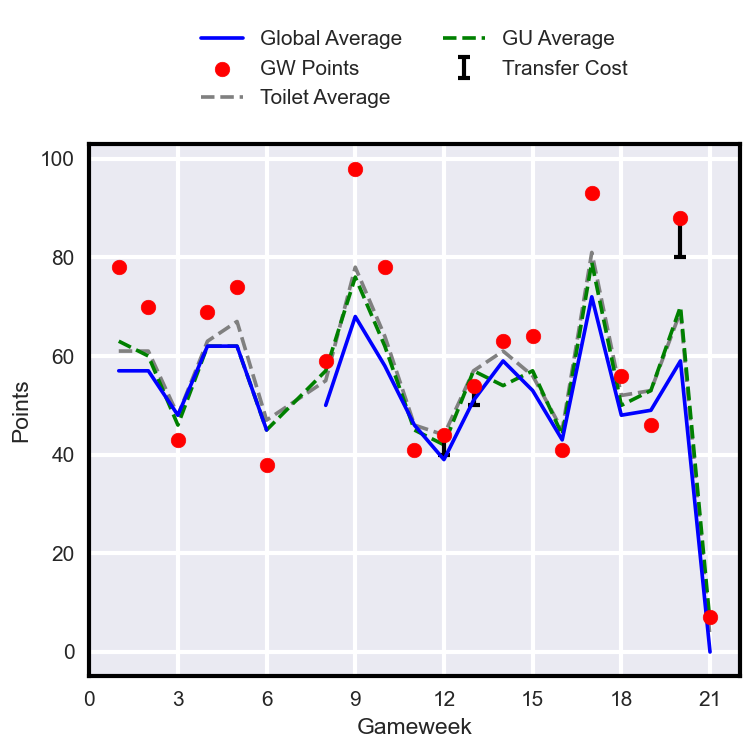 Global Average
GW Points
Toilet Average
GU Average
Transfer Cost
100
80
60
40
20
0
Points
0 3 6 9 12 15 18 21
Gameweek